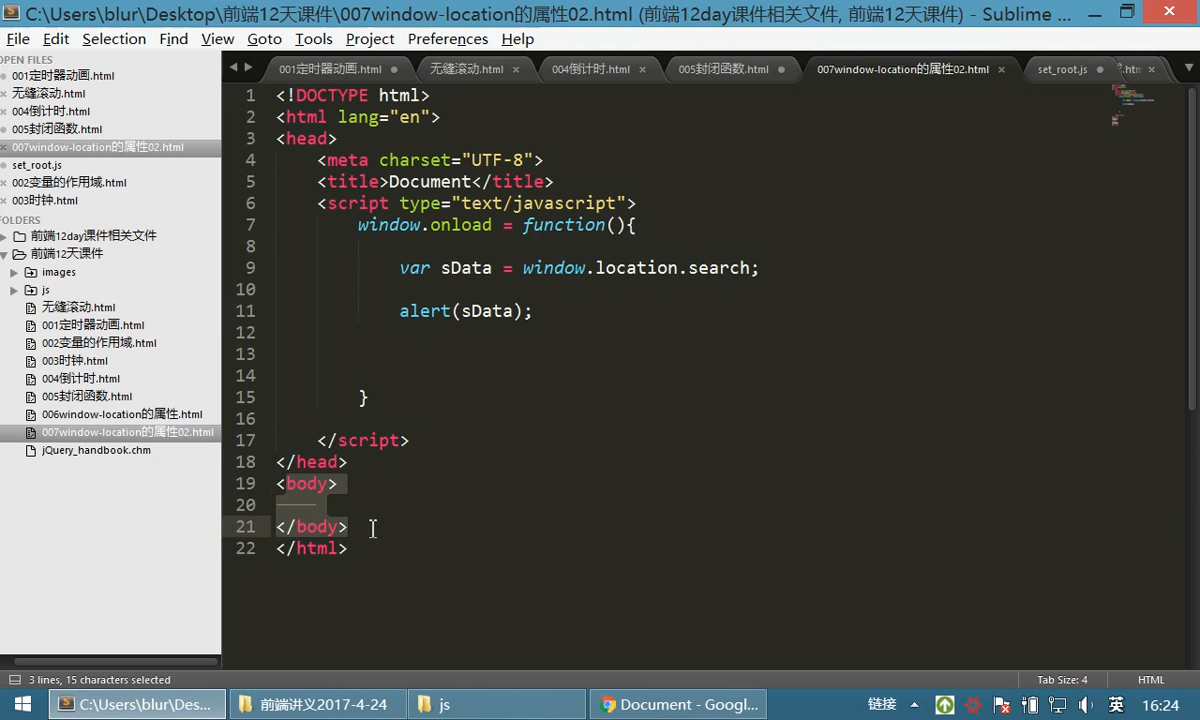 C:\Users\blur\Desktop\前端12天课件\007window-location的属性02.html (前端12day课件相关文件, 前端12天课件) - Sublime ...
File Edit Selection Find View Goto Tools Project Preferences Help
OPEN FILES
001定时器动画.html
无缝滚动.html
004倒计时.html
005封闭函数.html
007window-location的属性02.html
set_root.js
002变量的作用域.html
003时钟.html
FOLDERS
前端12day课件相关文件
前端12天课件
images
js
无缝滚动.html
001定时器动画.html
002变量的作用域.html
003时钟.html
004倒计时.html
005封闭函数.html
006window-location的属性.html
007window-location的属性02.html
jQuery_handbook.chm
001定时器动画.html 无缝滚动.html 004倒计时.html 005封闭函数.html 007window-location的属性02.html set_root.js .htn
1 <!DOCTYPE html>
2 <html lang="en">
3 <head>
4 <meta charset="UTF-8">
5 <title>Document</title>
6 <script type="text/javascript">
7 window.onload = function(){
8
9 var sData = window.location.search;
10
11 alert(sData);
12
13
14
15 }
16
17 </script>
18 </head>
19 <body>
20
21 </body>
22 </html>
3 lines, 15 characters selected Tab Size: 4 HTML
C:\Users\blur\Des... 前端讲义2017-4-24 js Document - Googl... 链接 英 16:24